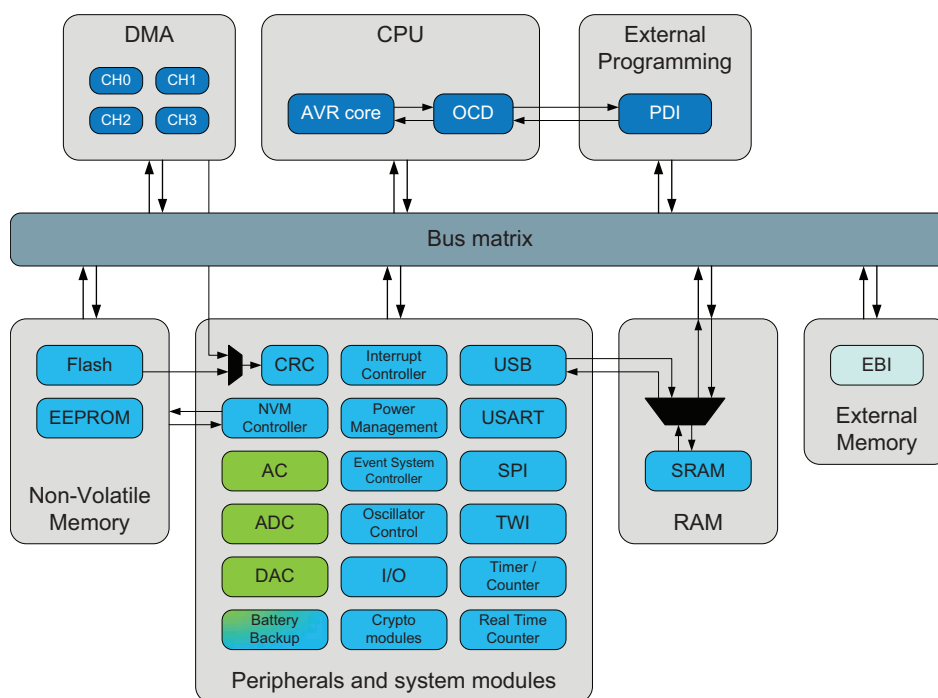 DMA
CH0
CH1
CH2
CH3
CPU
AVR core
OCD
External
Programming
PDI
Bus matrix
Flash
EEPROM
Non-Volatile
Memory
CRC
Interrupt
Controller
USB
NVM
Controller
Power
Management
USART
AC
Event System
Controller
SPI
ADC
Oscillator
Control
TWI
DAC
I/O
Timer /
Counter
Battery
Backup
Crypto
modules
Real Time
Counter
Peripherals and system modules
SRAM
RAM
EBI
External
Memory